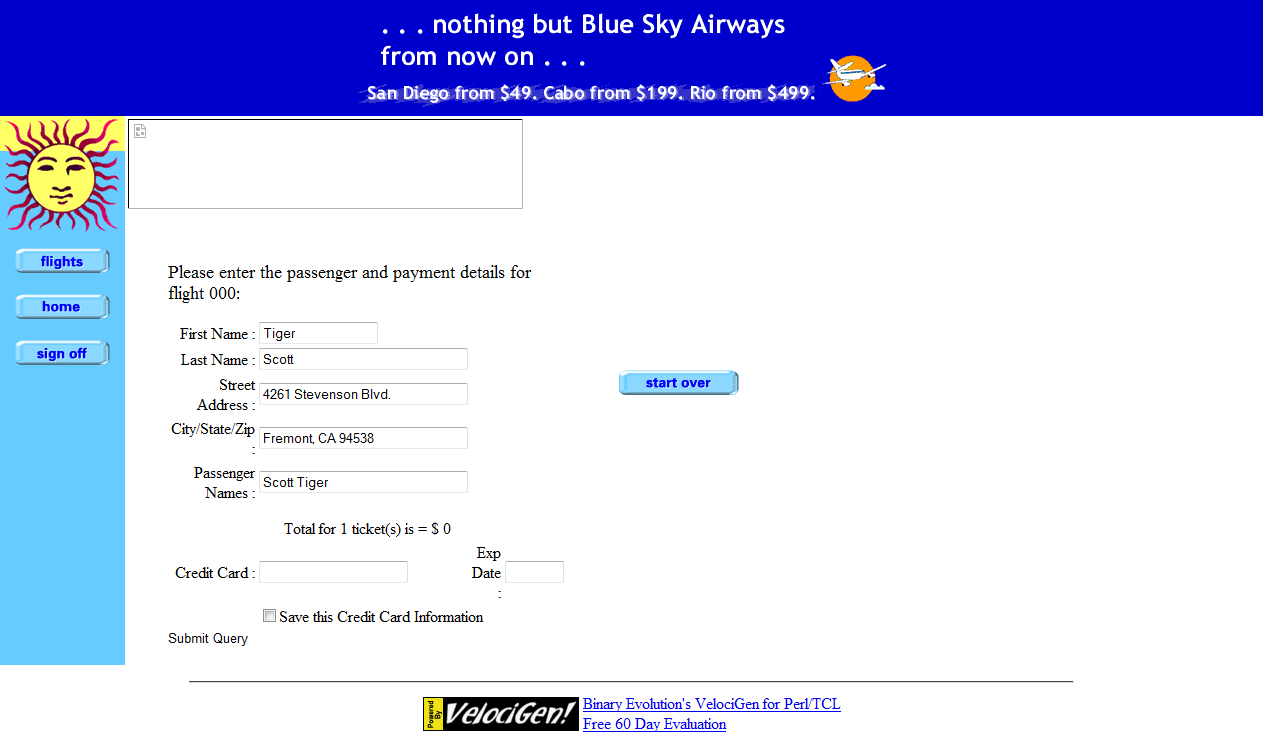 . . . nothing but Blue Sky Airways
from now on . . .
San Diego from $49. Cabo from $199. Rio from $499.
flights
home
sign off
Please enter the passenger and payment details for
flight 000:
First Name : Tiger
Last Name : Scott
Street
Address : 4261 Stevenson Blvd.
start over
City/State/Zip
: Fremont, CA 94538
Passenger
Names : Scott Tiger
Total for 1 ticket(s) is = $ 0
Credit Card : Exp
Date
:
Save this Credit Card Information
Submit Query
Powered
By
VelociGen!
Binary Evolution's VelociGen for Perl/TCL
Free 60 Day Evaluation